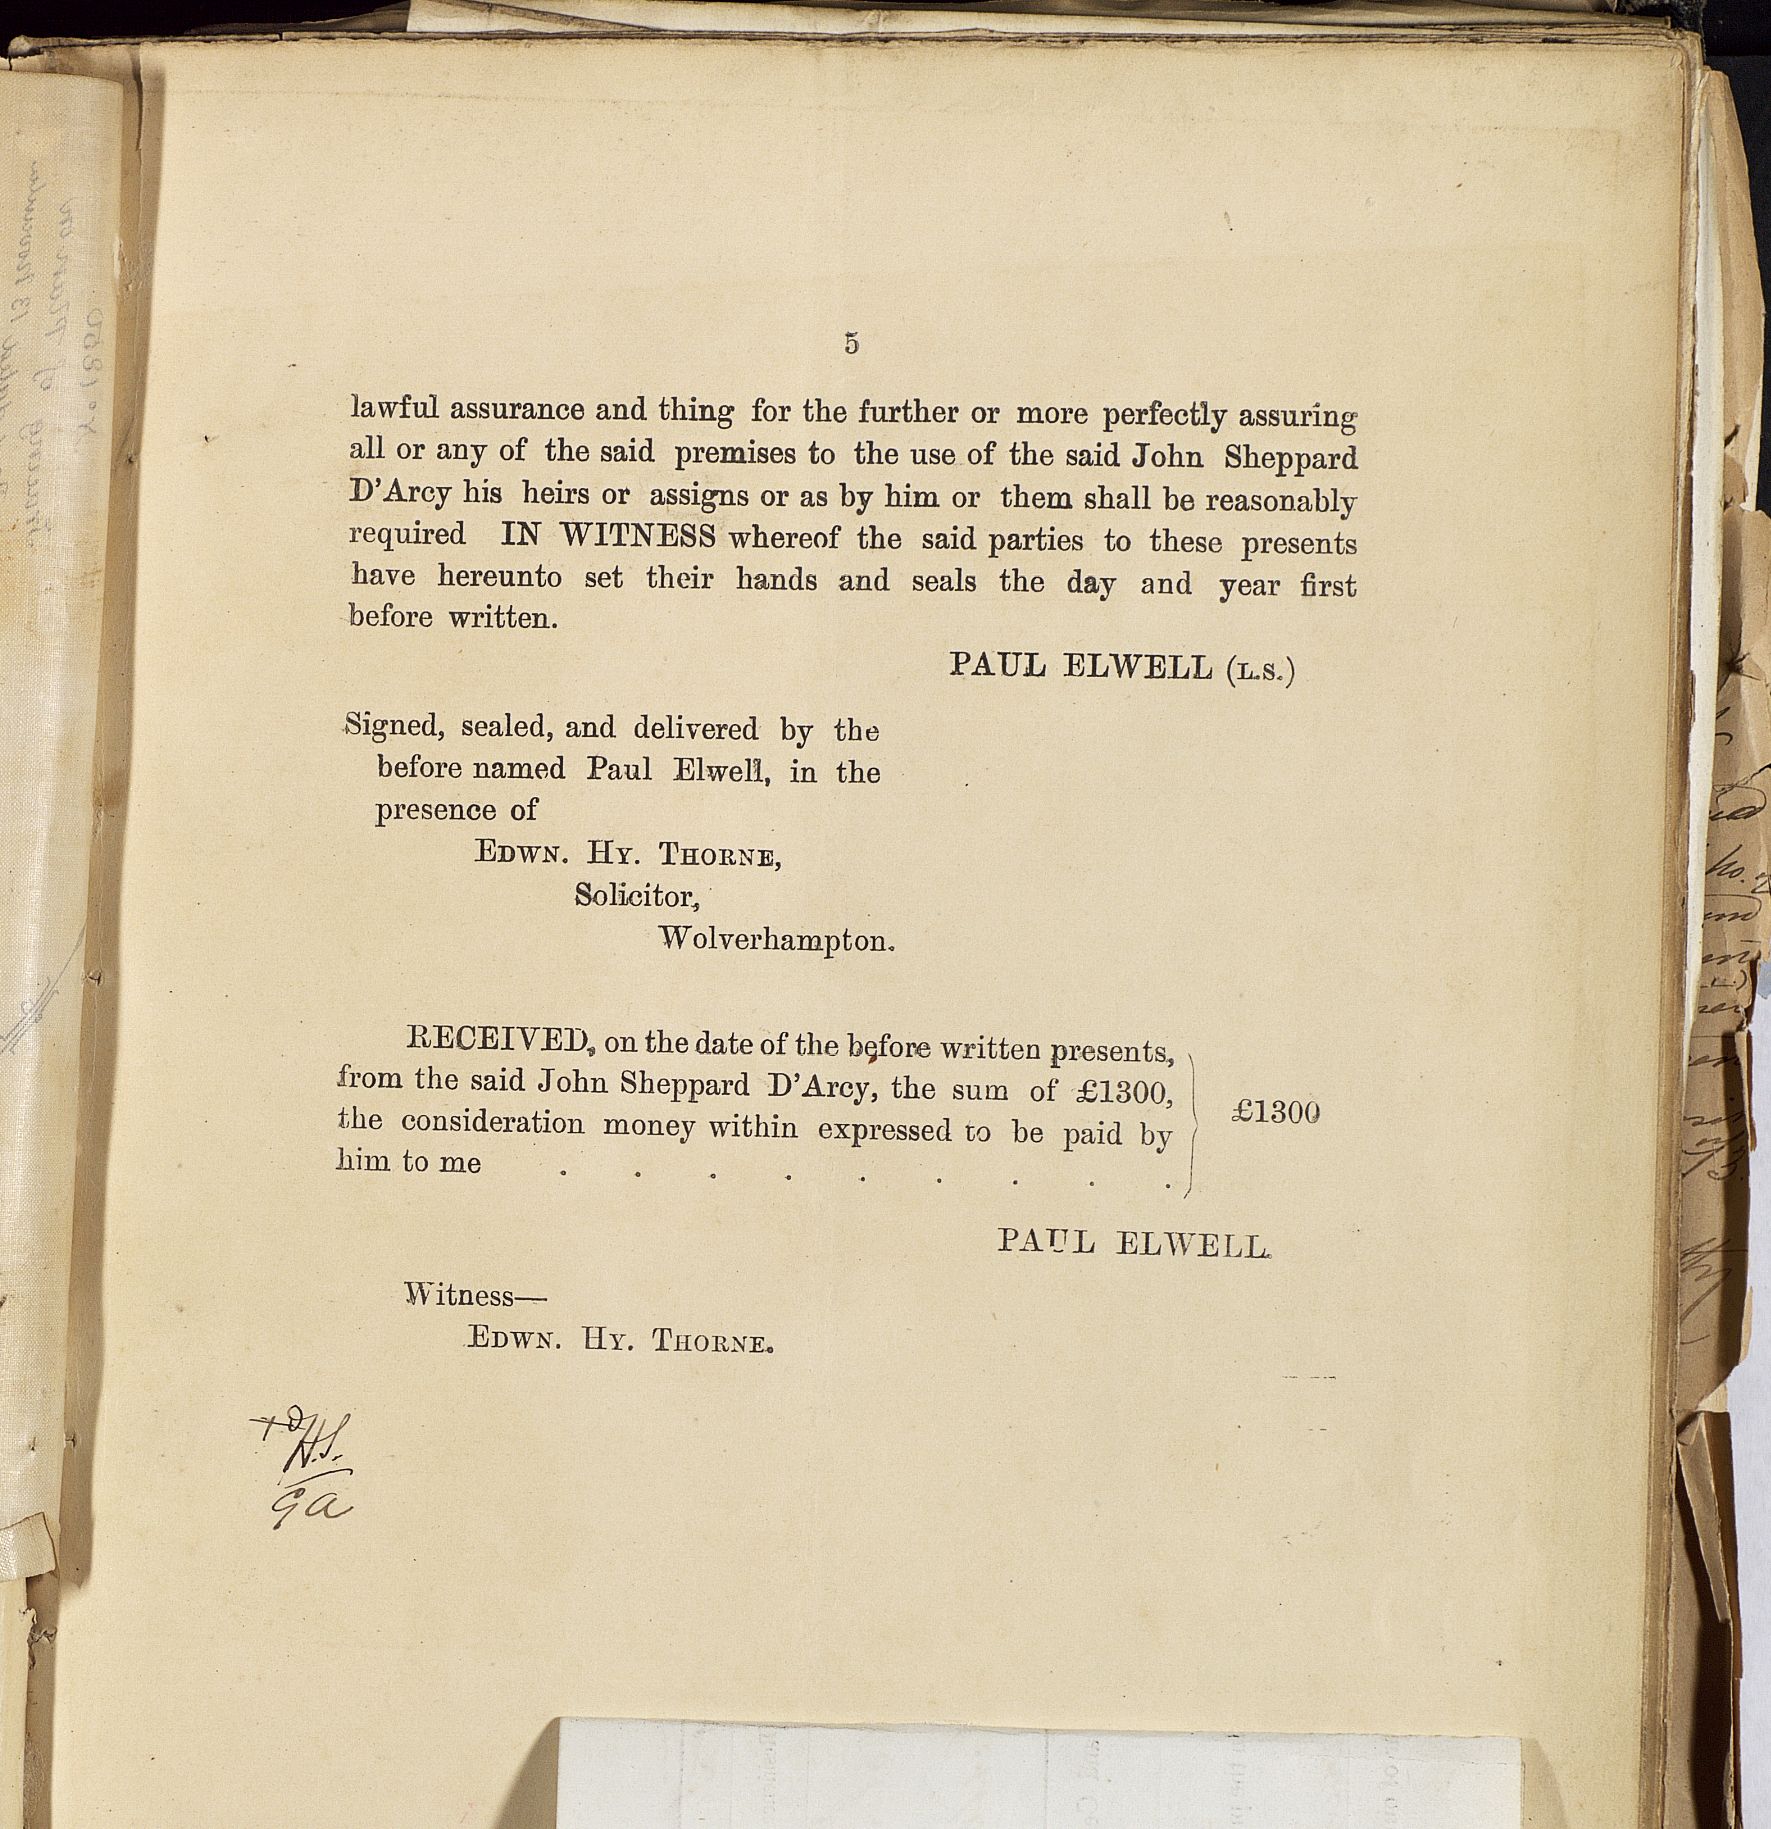 5
lawful assurance and thing for the further or more perfectly assuring
all or any of the said premises to the use of the said John Sheppard
D'Arcy his heirs or assigns or as by him or them shall be reasonably
required IN WITNESS whereof the said parties to these presents
have hereunto set their hands and seals the day and year first
before written.
PAUL ELWELL (L.S.)
Signed, sealed, and delivered by the
before named Paul Elwell, in the
presence of
EDWN. HY. THORNE,
Solicitor,
Wolverhampton.
RECEIVED, on the date of the before written presents,
from the said John Sheppard D'Arcy, the sum of £1300,
the consideration money within expressed to be paid by
him to me . . . . . . . . .
£1300
PAUL ELWELL.
Witness—
EDWN. HY. THORNE.
H.S.